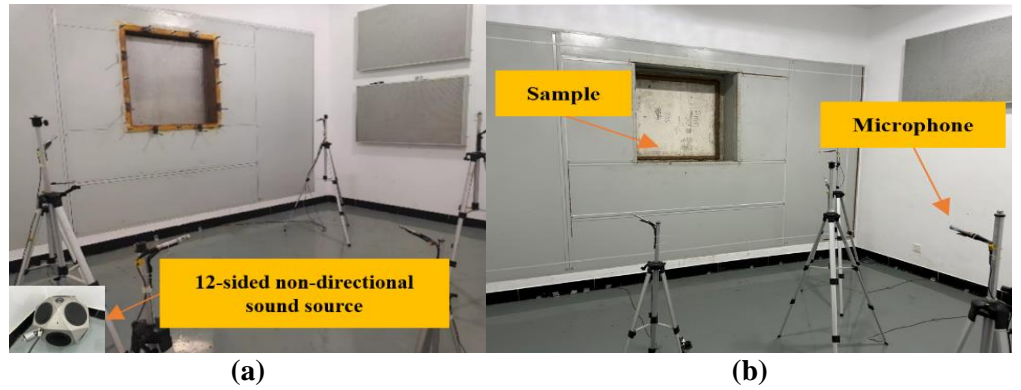 Sample
Microphone
12-sided non-directional
sound source
(a)
(b)